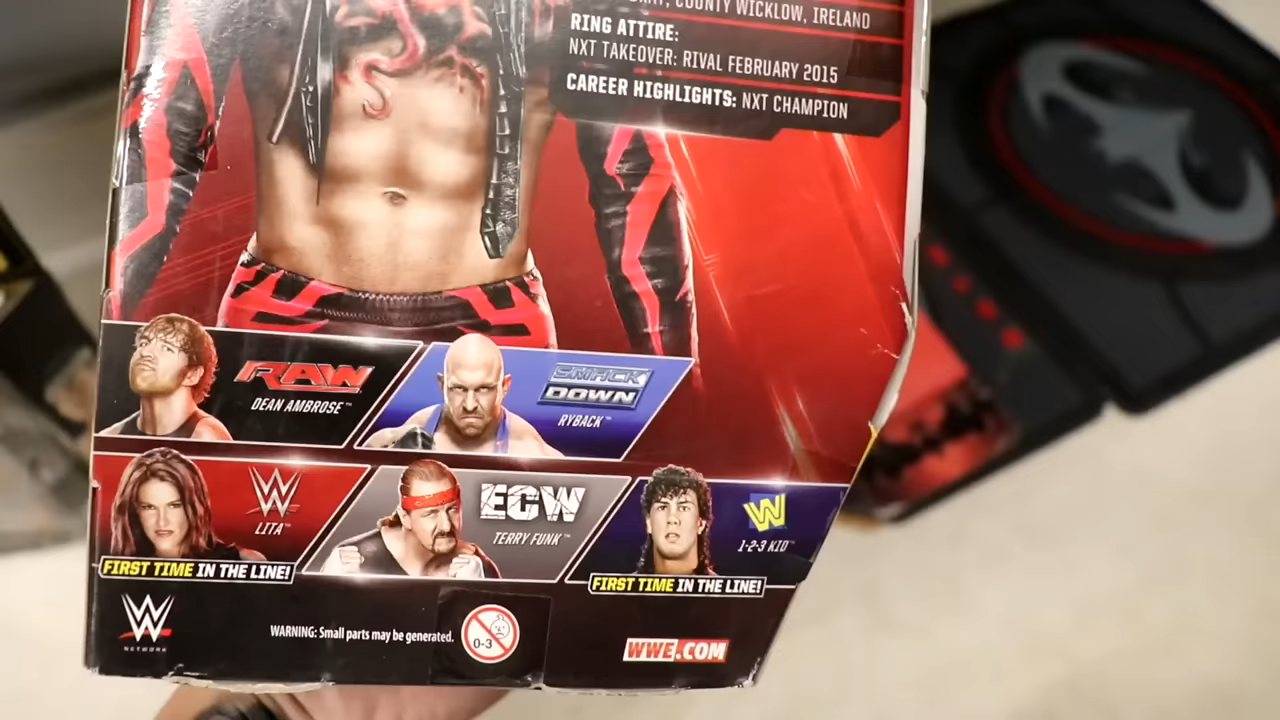 COUNTY WICKLOW, IRELAND
RING ATTIRE:
NXT TAKEOVER: RIVAL FEBRUARY 2015
CAREER HIGHLIGHTS: NXT CHAMPION
RAW
DEAN AMBROSE™
SMACK
DOWN
RYBACK™
W
LITA™
FIRST TIME IN THE LINE!
ECW
TERRY FUNK™
W
1-2-3 KID™
FIRST TIME IN THE LINE!
W
NETWORK
WARNING: Small parts may be generated.
0-3
WWE.COM